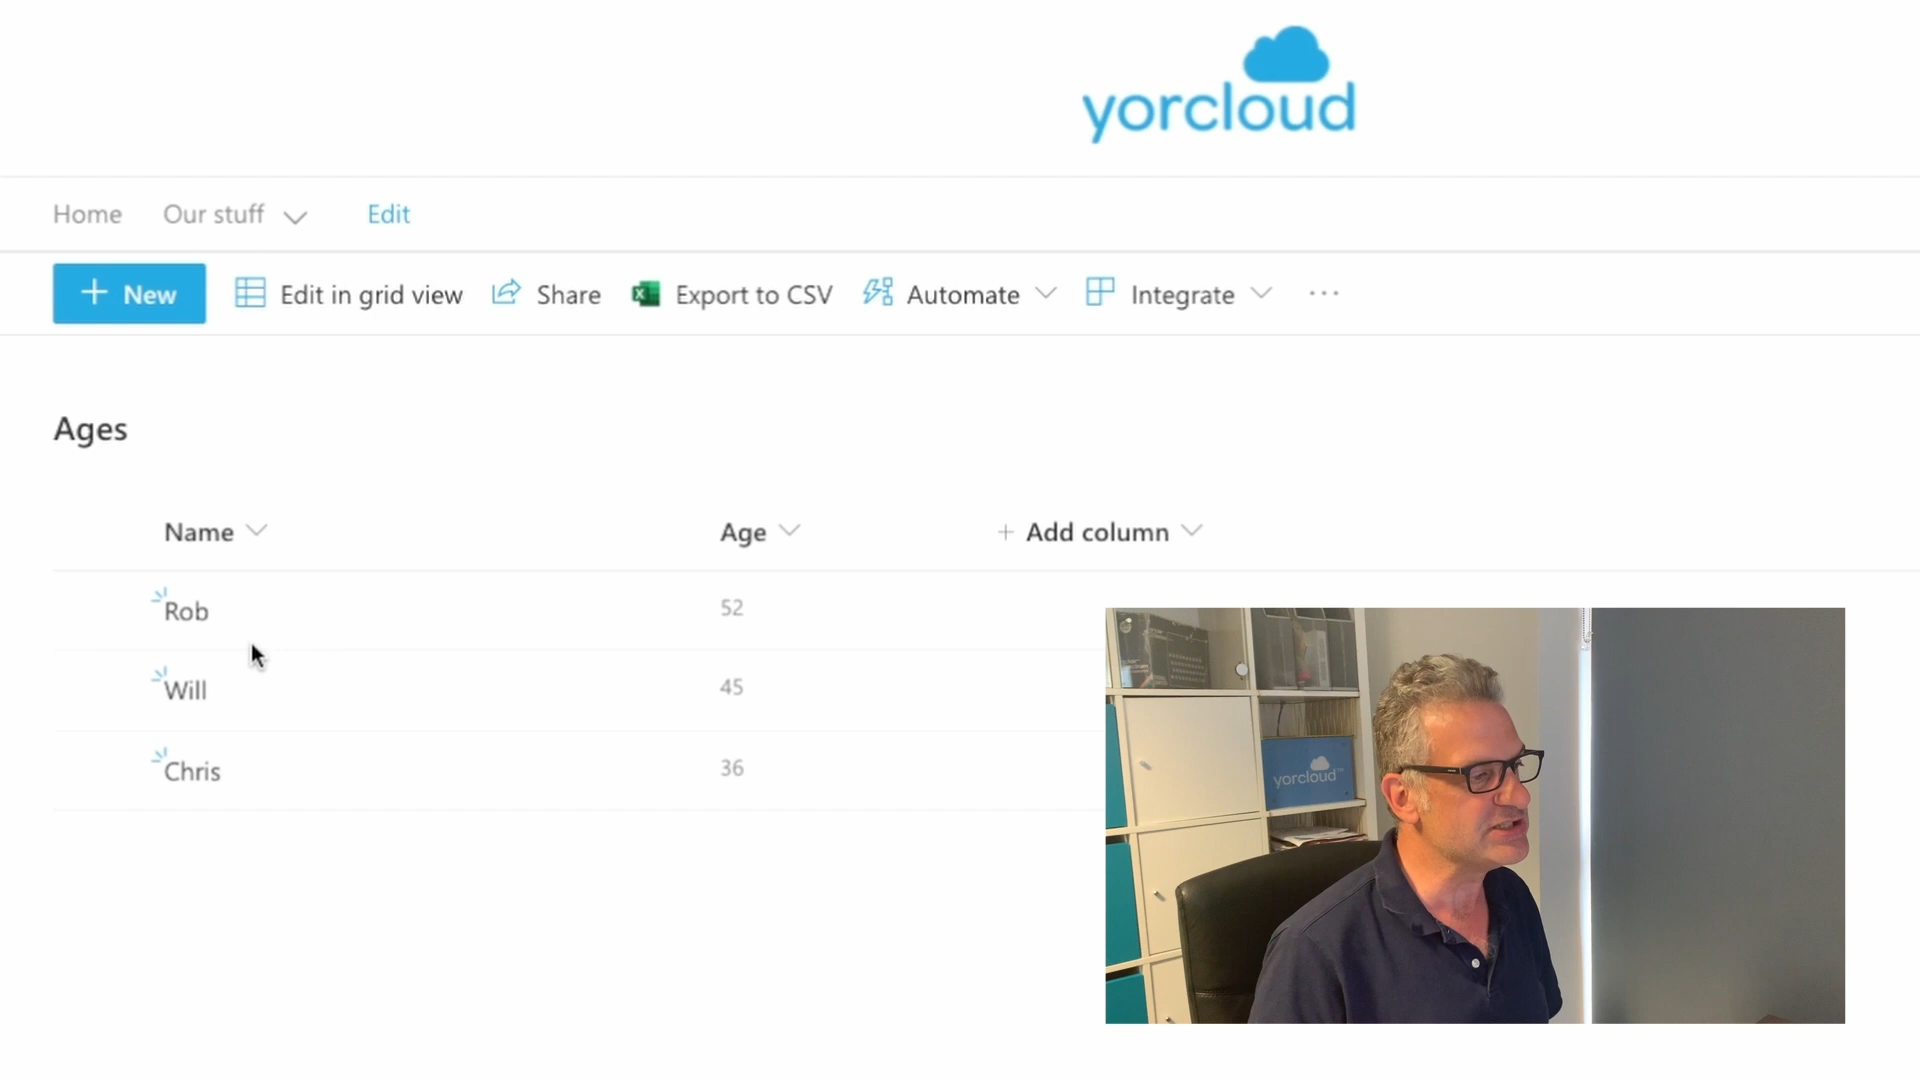 yorcloud
Home Our stuff Edit
+ New Edit in grid view Share Export to CSV Automate Integrate ...
Ages
Name Age + Add column
Rob 52
Will 45
Chris 36
yorcloud